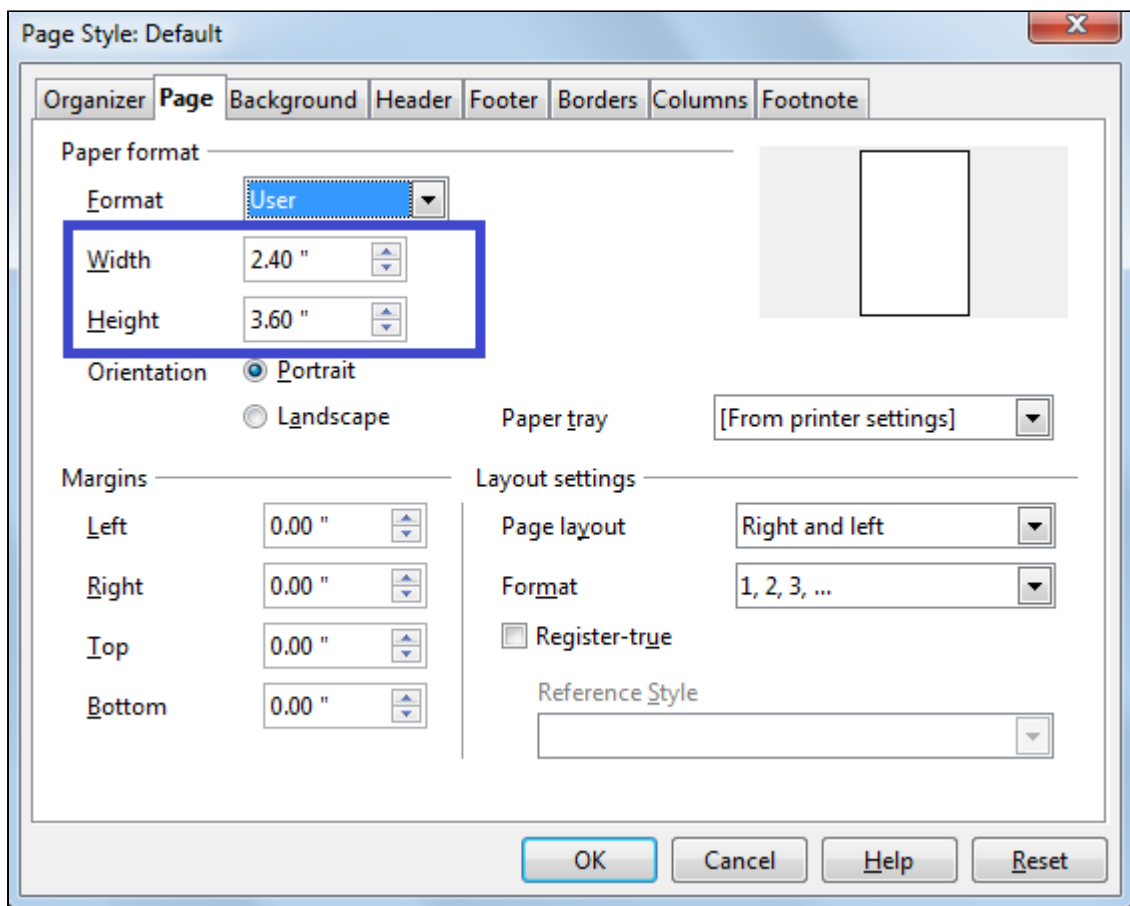 Page Style: Default
Organizer Page Background Header Footer Borders Columns Footnote
Paper format
Format User
Width 2.40 "
Height 3.60 "
Orientation Portrait
Landscape Paper tray [From printer settings]
Margins Layout settings
Left 0.00 " Page layout Right and left
Right 0.00 " Format 1, 2, 3, ...
Top 0.00 " Register-true
Reference Style
Bottom 0.00 "
OK Cancel Help Reset